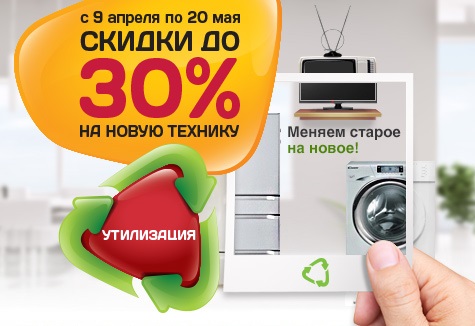 с 9 апреля по 20 мая
СКИДКИ ДО
30%
НА НОВУЮ ТЕХНИКУ
Меняем старое
на новое!
УТИЛИЗАЦИЯ